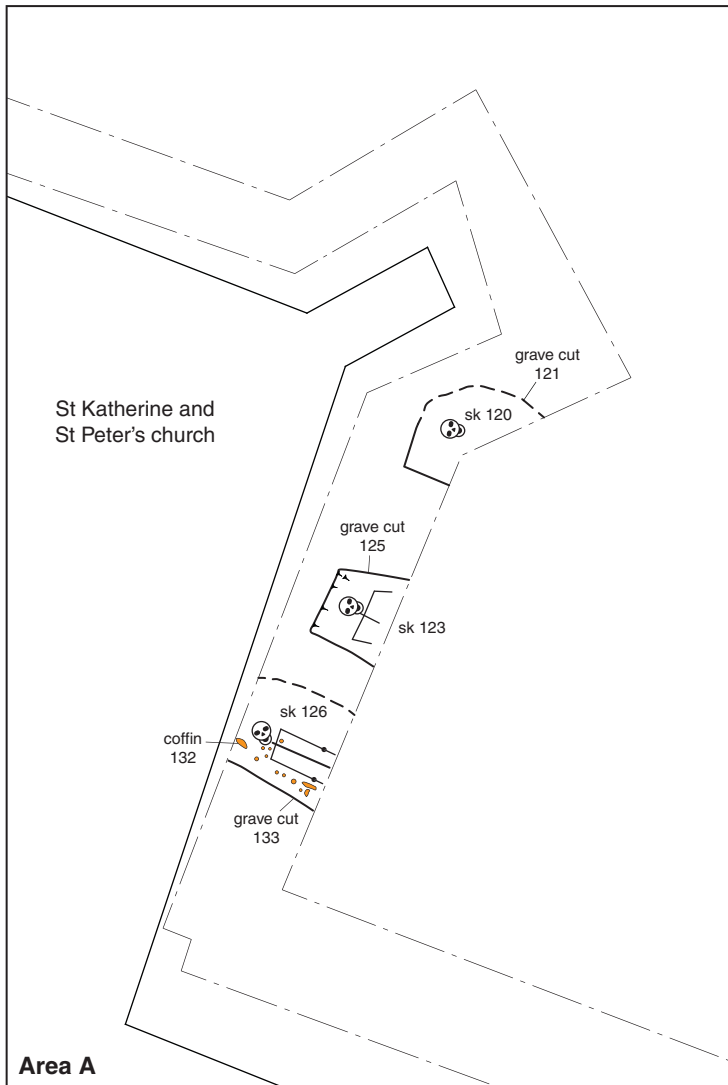 grave cut
121
sk 120
St Katherine and
St Peter's church
grave cut
125
sk 123
sk 126
coffin
132
grave cut
133
Area A